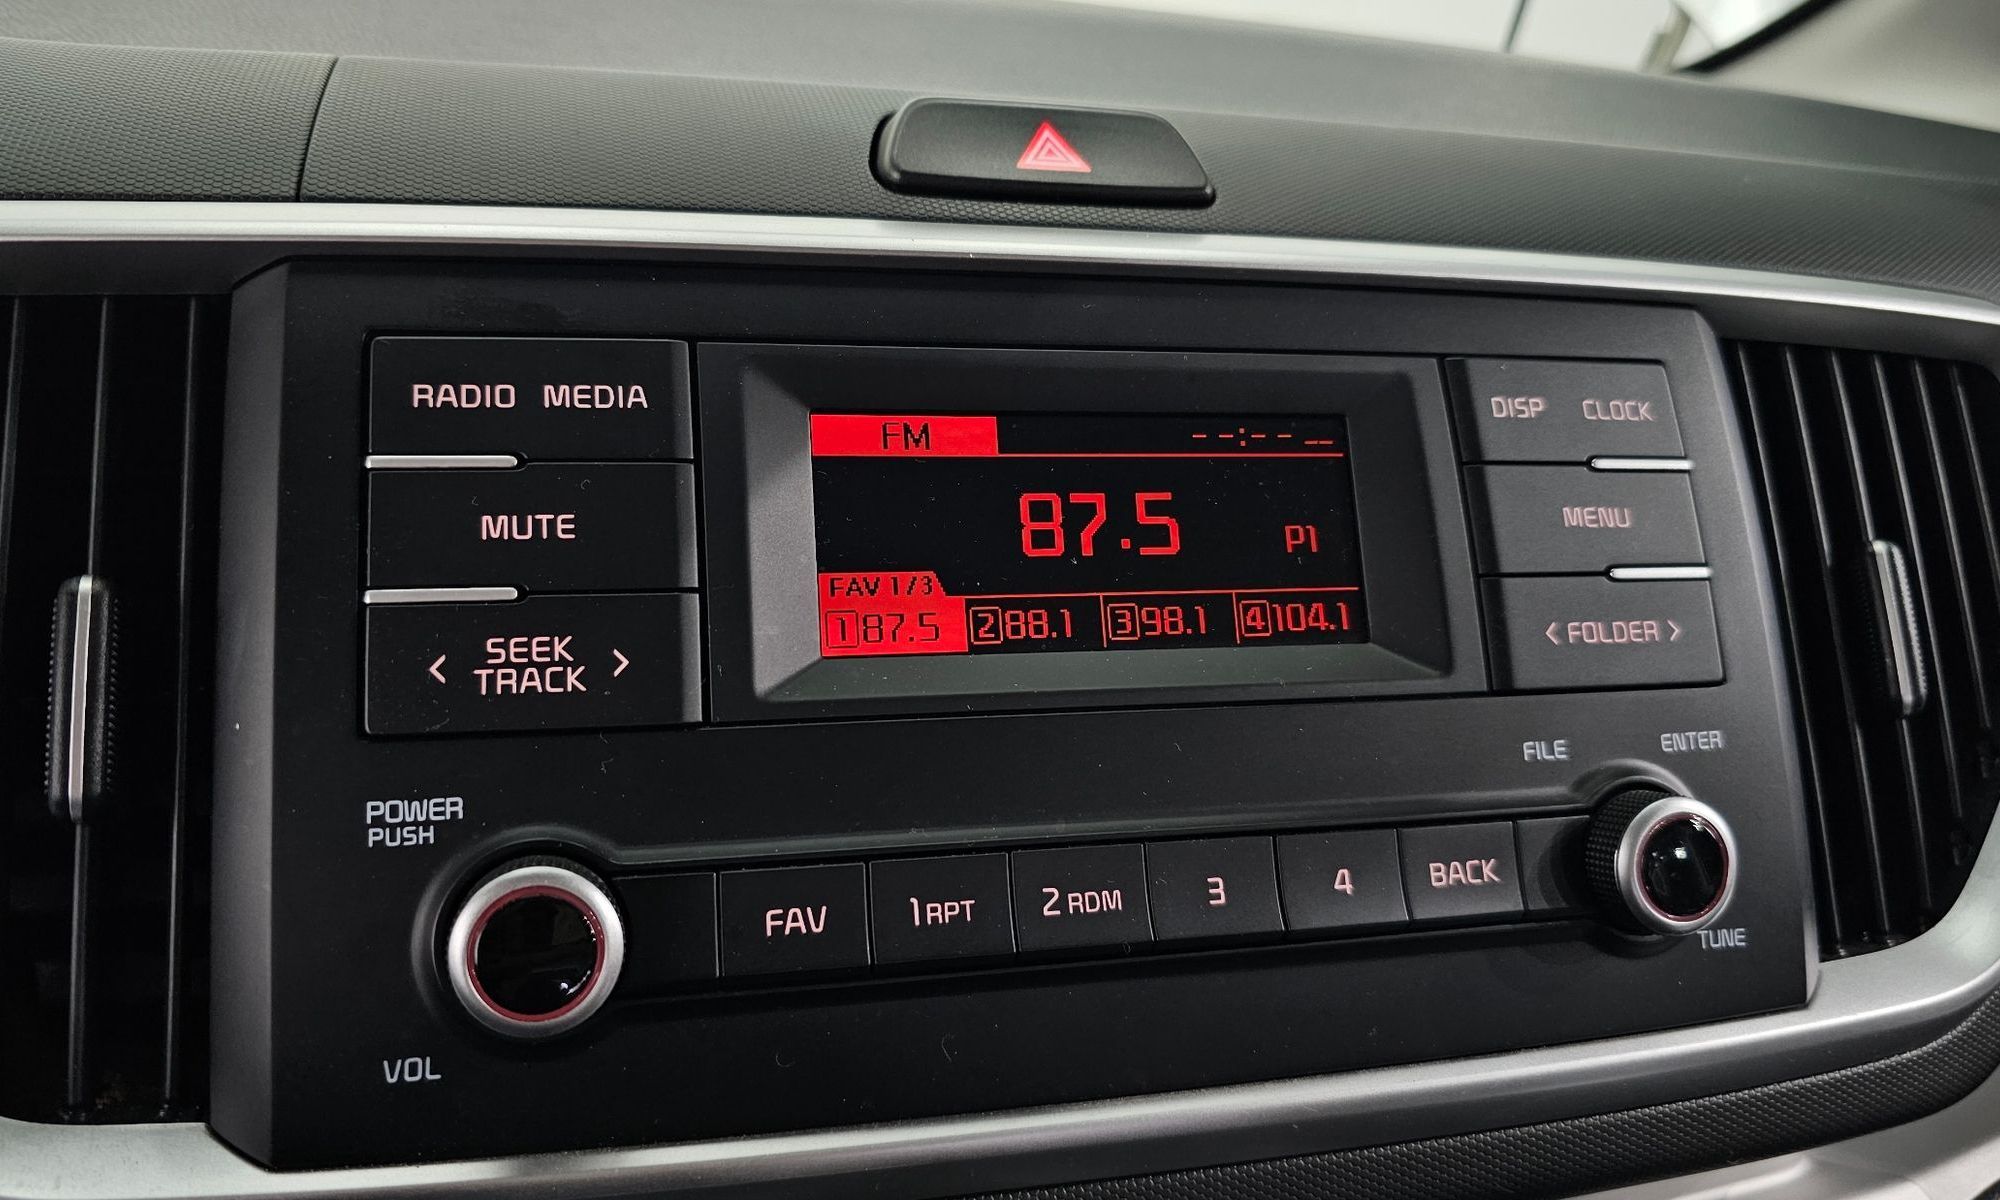 RADIO MEDIA
MUTE
< SEEK TRACK >
FM --:-- --
87.5 P1
FAV 1/3
1 87.5 2 88.1 3 98.1 4 104.1
DISP CLOCK
MENU
< FOLDER >
FILE ENTER
POWER
PUSH
VOL
FAV 1 RPT 2 RDM 3 4 BACK
TUNE